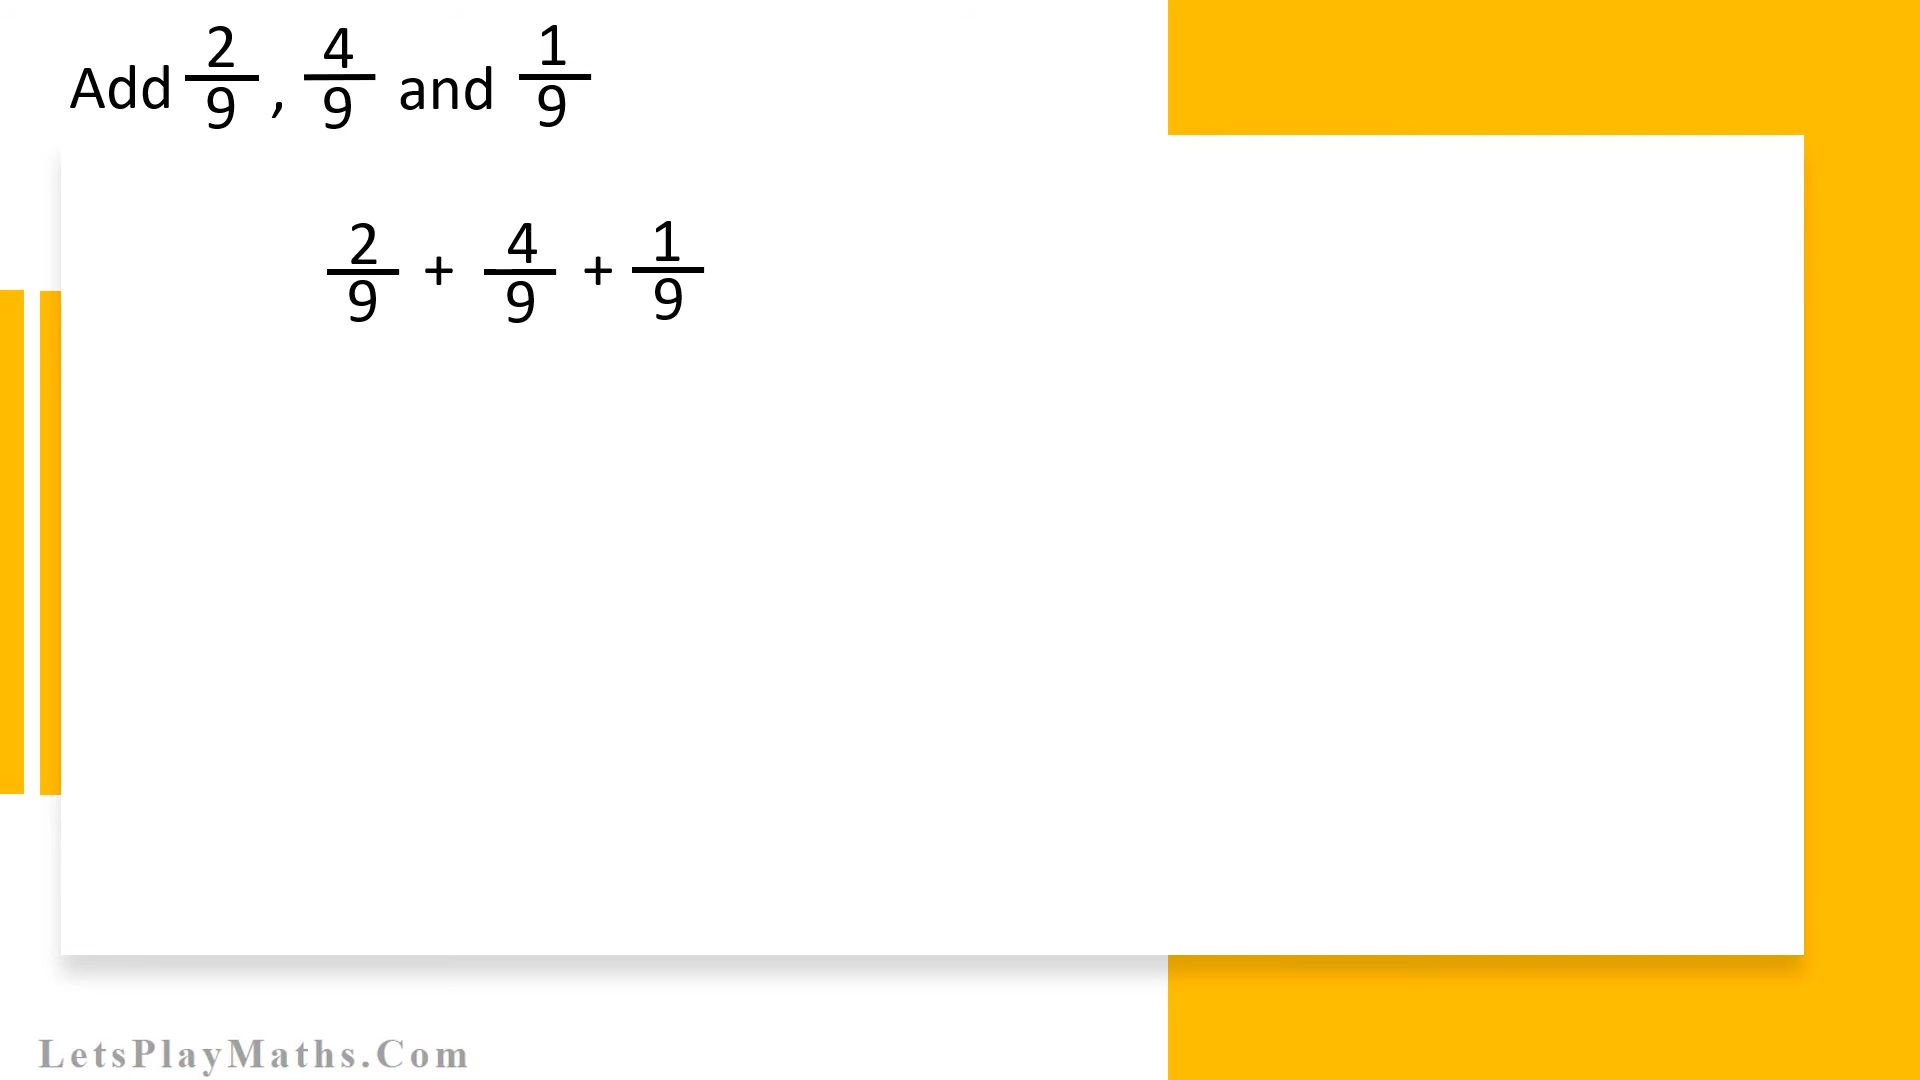 Add 2/9 , 4/9 and 1/9
2/9 + 4/9 + 1/9
LetsPlayMaths.Com